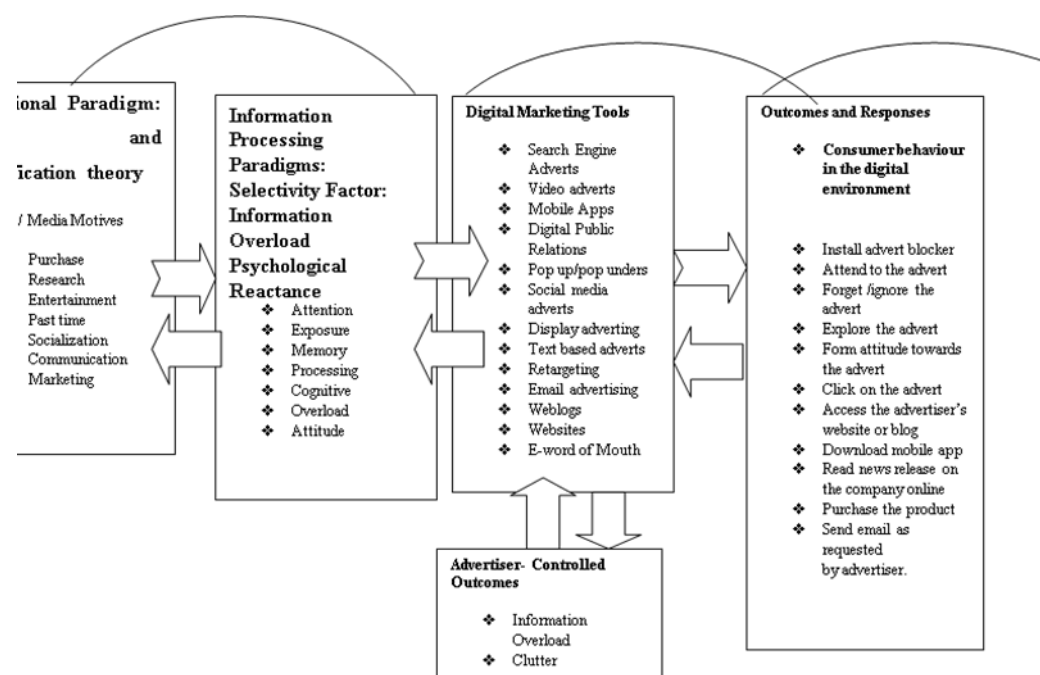 ional Paradigm:
and
ication theory
/ Media Motives
Purchase
Research
Entertainment
Past time
Socialization
Communication
Marketing
Information
Processing
Paradigms:
Selectivity Factor:
Information
Overload
Psychological
Reactance
❖ Attention
❖ Exposure
❖ Memory
❖ Processing
❖ Cognitive
❖ Overload
❖ Attitude
Digital Marketing Tools
❖ Search Engine
Adverts
❖ Video adverts
❖ Mobile Apps
❖ Digital Public
Relations
❖ Pop up/pop unders
❖ Social media
adverts
❖ Display adverting
❖ Text based adverts
❖ Retargeting
❖ Email advertising
❖ Weblogs
❖ Websites
❖ E-word of Mouth
Advertiser- Controlled
Outcomes
❖ Information
Overload
❖ Clutter
Outcomes and Responses
❖ Consumer behaviour
in the digital
environment
❖ Install advert blocker
❖ Attend to the advert
❖ Forget /ignore the
advert
❖ Explore the advert
❖ Form attitude towards
the advert
❖ Click on the advert
❖ Access the advertiser's
website or blog
❖ Download mobile app
❖ Read news release on
the company online
❖ Purchase the product
❖ Send email as
requested
by advertiser.